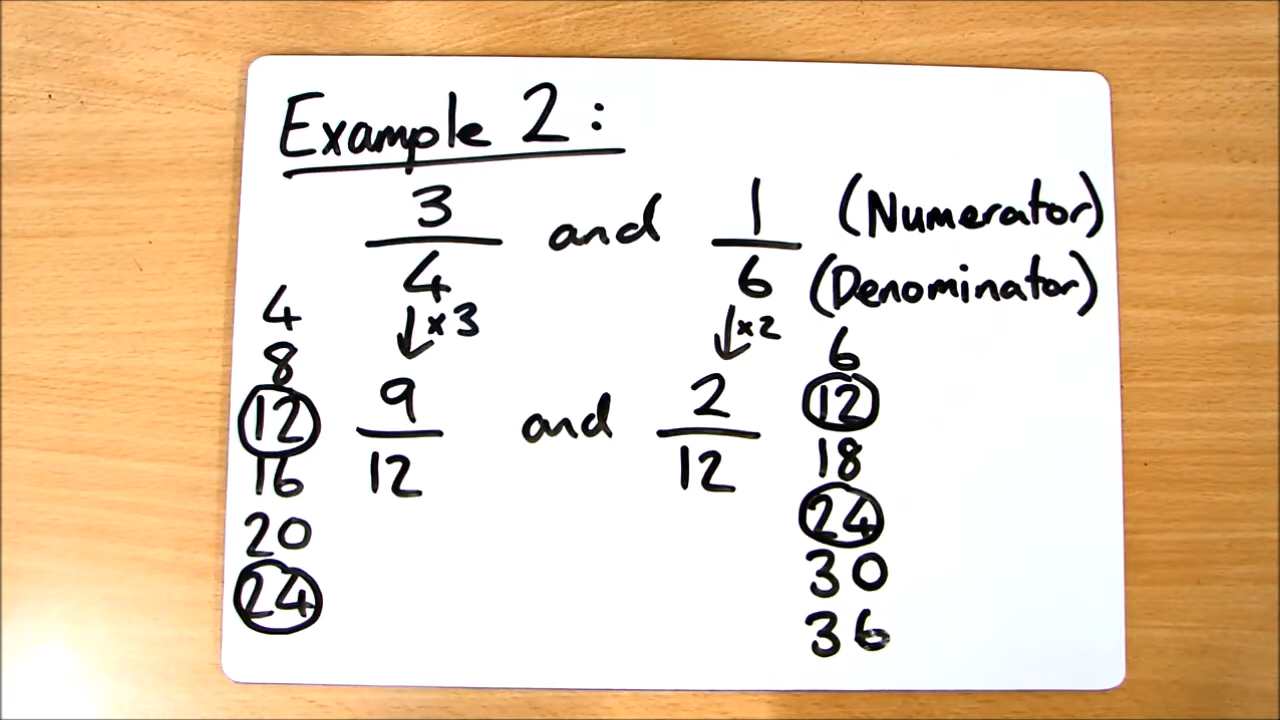 Example 2:
3 and 1 (Numerator)
4 6 (Denominator)
4 ×3 ×2 6
8 9 and 2 12
12 12 12 18
16 24
20 30
24 36